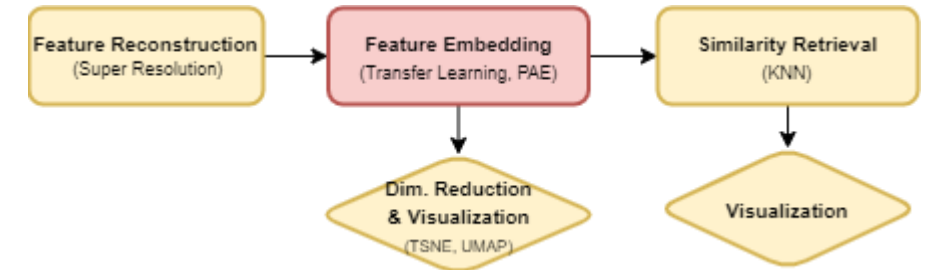 Feature Reconstruction
(Super Resolution)
Feature Embedding
(Transfer Learning, PAE)
Similarity Retrieval
(KNN)
Dim. Reduction
& Visualization
(TSNE, UMAP)
Visualization